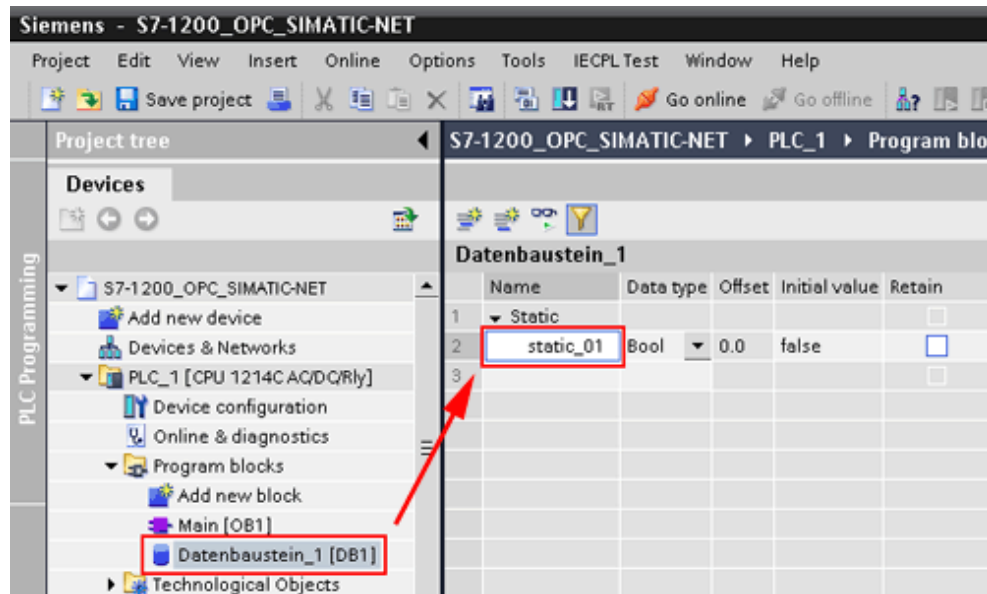 Siemens - S7-1200_OPC_SIMATIC-NET
Project Edit View Insert Online Options Tools IECPL Test Window Help
Save project Go online Go offline
Project tree
S7-1200_OPC_SIMATIC-NET PLC_1 Program blo
Devices
PLC Programming
Datenbaustein_1
Name Data type Offset Initial value Retain
1 Static
2 static_01 Bool 0.0 false
3
S7-1200_OPC_SIMATIC-NET
Add new device
Devices & Networks
PLC_1 [CPU 1214C AC/DC/Rly]
Device configuration
Online & diagnostics
Program blocks
Add new block
Main [OB1]
Datenbaustein_1 [DB1]
Technological Objects